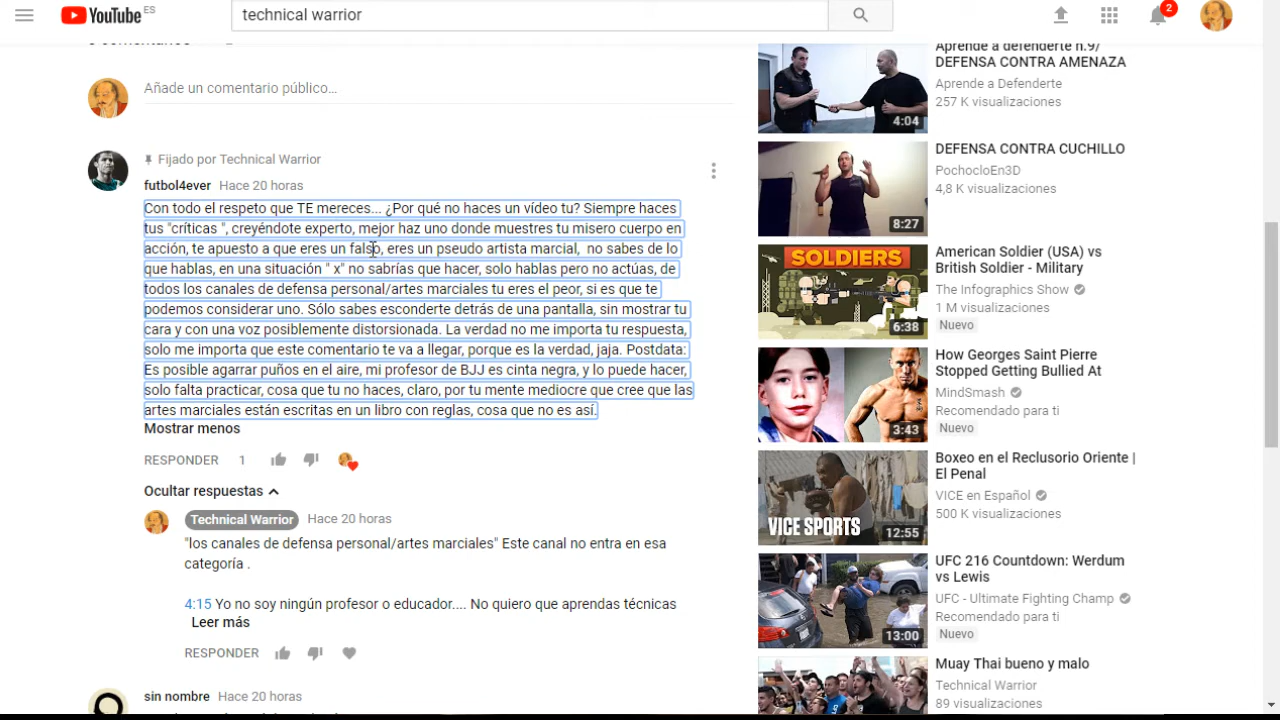 YouTube ES
technical warrior
2
Añade un comentario público...
Fijado por Technical Warrior
futbol4ever Hace 20 horas
Con todo el respeto que TE mereces... ¿Por qué no haces un vídeo tu? Siempre haces
tus "crítiss ", creyéndote experto, mejor haz uno donde muestres tu misero cuerpo en
acción, te apuesto a que eres un falso, eres un pseudo artista marcial, no sabes de lo
que hablas, en una situación " x" no sabrías que hacer, solo hablas pero no actúas, de
todos los canales de defensa personal/artes marciales tu eres el peor, si es que te
podemos considerar uno. Sólo sabes esconderte detrás de una pantalla, sin mostrar tu
cara y con una voz posiblemente distorsionada. La verdad no me importa tu respuesta,
solo me importa que este comentario te va a llegar, porque es la verdad, jaja. Postdata:
Es posible agarrar puños en el aire, mi profesor de BJJ es cinta negra, y lo puede hacer,
solo falta practicar, cosa que tu no haces, claro, por tu mente mediocre que cree que las
artes marciales están escritas en un libro con reglas, cosa que no es así.
Mostrar menos
RESPONDER 1
Ocultar respuestas
Technical Warrior Hace 20 horas
"los canales de defensa personal/artes marciales" Este canal no entra en esa
categoría .
4:15 Yo no soy ningún profesor o educador.... No quiero que aprendas técnicas
Leer más
RESPONDER
sin nombre Hace 20 horas
Aprende a defenderte n.9/
DEFENSA CONTRA AMENAZA
Aprende a Defenderte
257 K visualizaciones
4:04
DEFENSA CONTRA CUCHILLO
PochocloEn3D
4,8 K visualizaciones
8:27
SOLDIERS
6:38
American Soldier (USA) vs
British Soldier - Military
The Infographics Show
1 M visualizaciones
Nuevo
How Georges Saint Pierre
Stopped Getting Bullied At
MindSmash
Recomendado para ti
Nuevo
3:43
Boxeo en el Reclusorio Oriente |
El Penal
VICE en Español
500 K visualizaciones
VICE SPORTS
12:55
UFC 216 Countdown: Werdum
vs Lewis
UFC - Ultimate Fighting Champ
Recomendado para ti
Nuevo
13:00
Muay Thai bueno y malo
Technical Warrior
89 visualizaciones